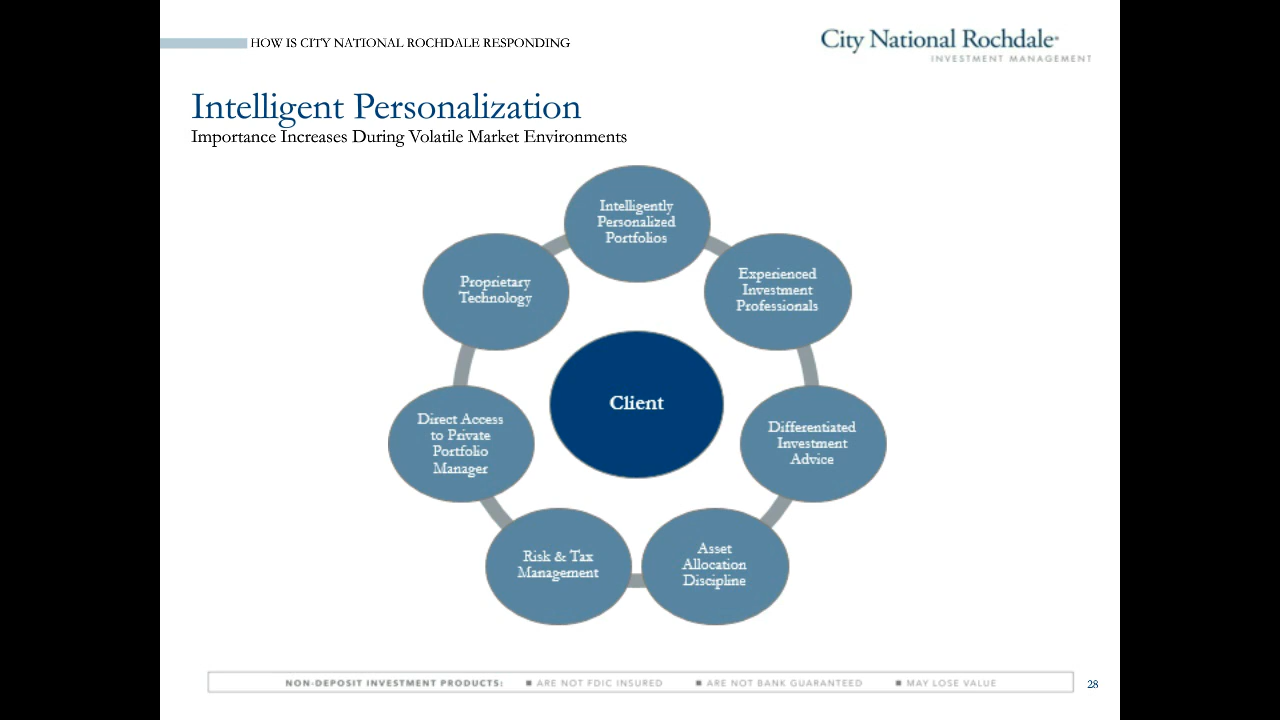 HOW IS CITY NATIONAL ROCHDALE RESPONDING
City National Rochdale
INVESTMENT MANAGEMENT
Intelligent Personalization
Importance Increases During Volatile Market Environments
Intelligently
Personalized
Portfolios
Experienced
Investment
Professionals
Differentiated
Investment
Advice
Asset
Allocation
Discipline
Risk & Tax
Management
Direct Access
to Private
Portfolio
Manager
Proprietary
Technology
Client
NON-DEPOSIT INVESTMENT PRODUCTS: ■ ARE NOT FDIC INSURED ■ ARE NOT BANK GUARANTEED ■ MAY LOSE VALUE
28